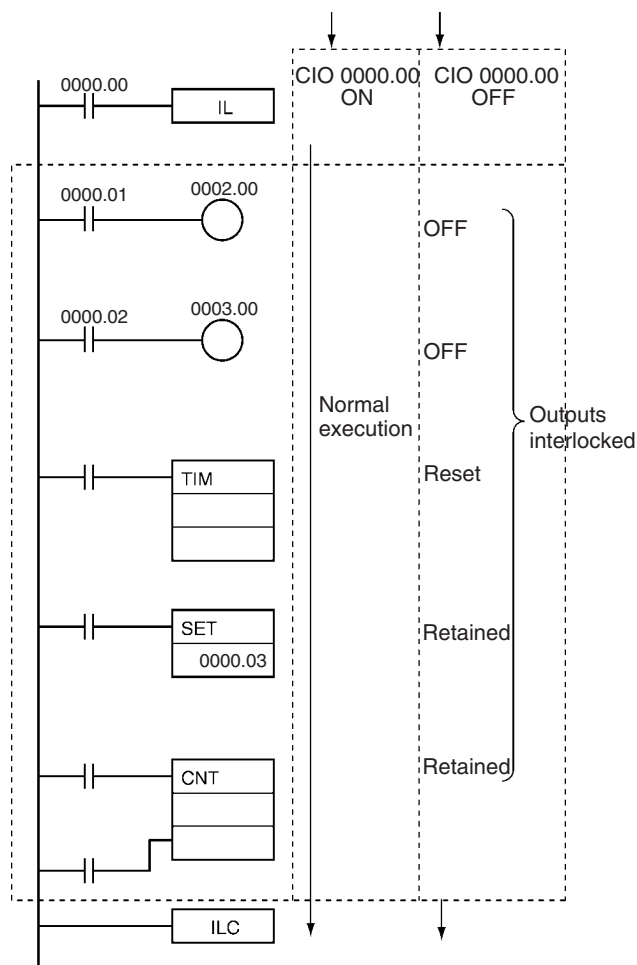 CIO 0000.00 CIO 0000.00
ON OFF
0000.00
IL
0000.01 0002.00
OFF
0000.02 0003.00
OFF
Normal
execution
Outputs
interlocked
TIM
Reset
SET
0000.03
Retained
CNT
Retained
ILC